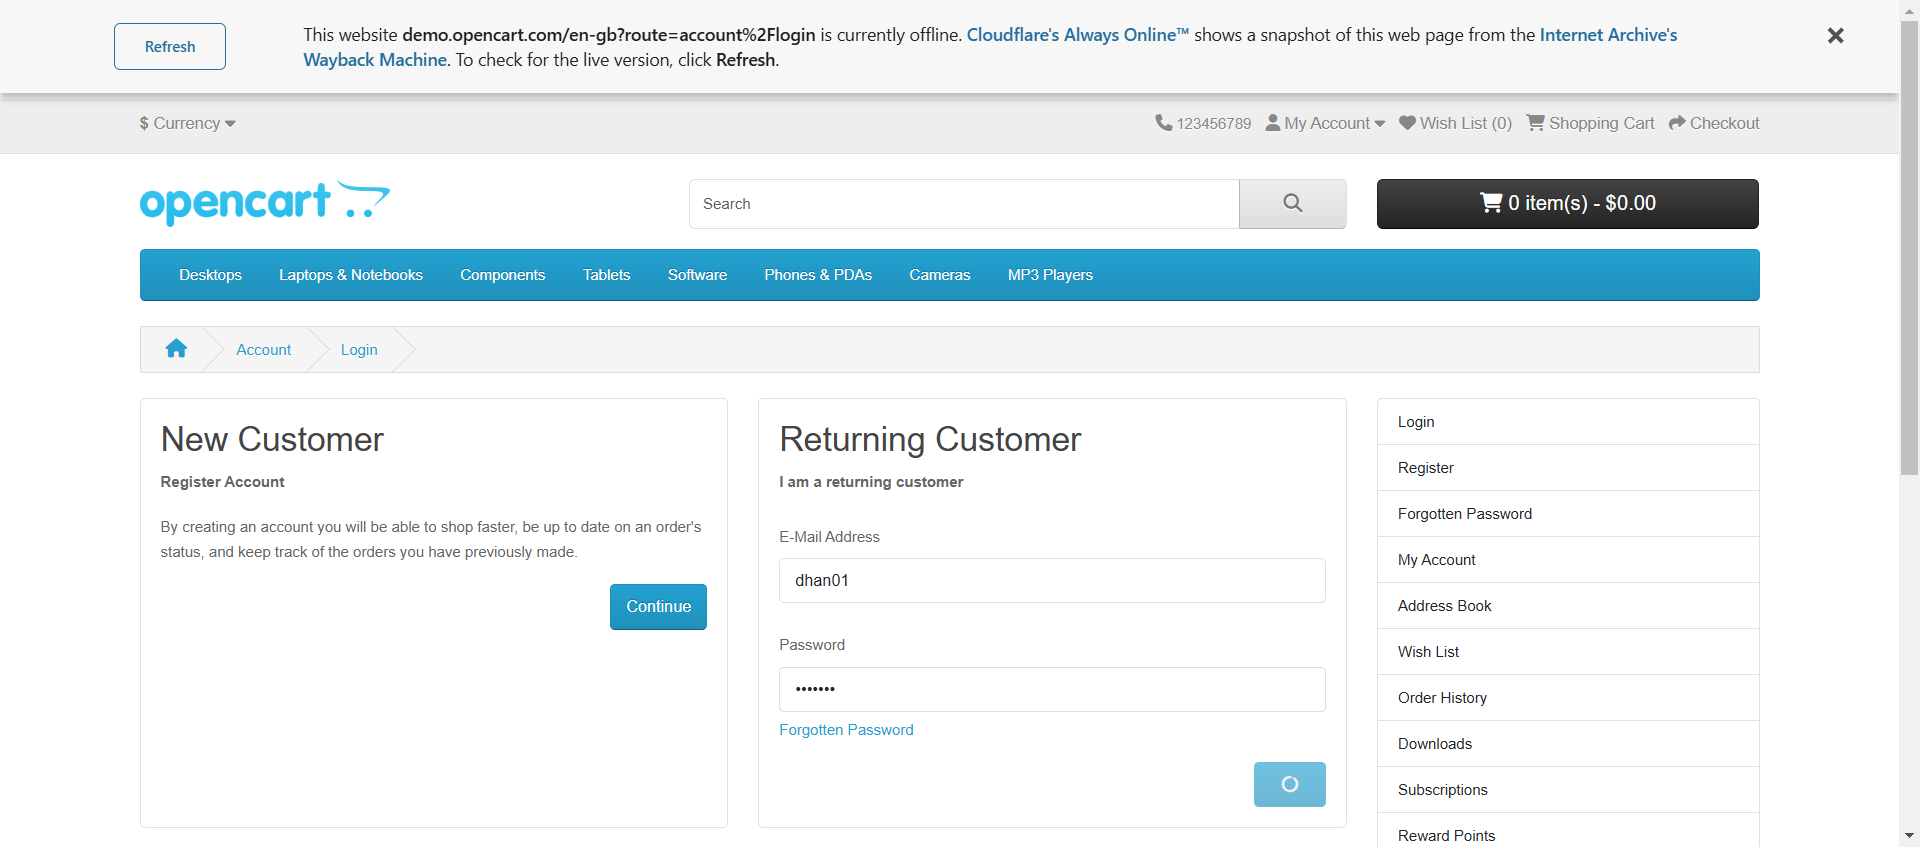 Refresh
This website demo.opencart.com/en-gb?route=account%2Flogin is currently offline. Cloudflare's Always Online™ shows a snapshot of this web page from the Internet Archive's
Wayback Machine. To check for the live version, click Refresh.
$ Currency
123456789 My Account Wish List (0) Shopping Cart Checkout
opencart
Search
0 item(s) - $0.00
Desktops Laptops & Notebooks Components Tablets Software Phones & PDAs Cameras MP3 Players
Account Login
New Customer
Register Account
By creating an account you will be able to shop faster, be up to date on an order's
status, and keep track of the orders you have previously made.
Continue
Returning Customer
I am a returning customer
E-Mail Address
dhan01
Password
•••••••
Forgotten Password
Login
Register
Forgotten Password
My Account
Address Book
Wish List
Order History
Downloads
Subscriptions
Reward Points